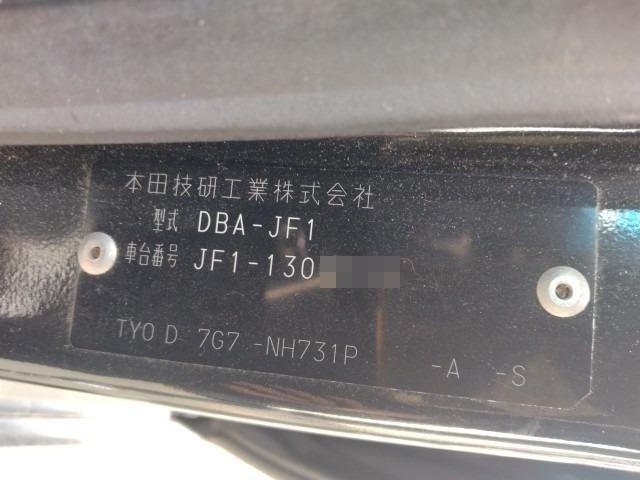 本田技研工業株式会社
型式 DBA-JF1
車台番号 JF1-130
TY0 D 7G7 -NH731P -A -S